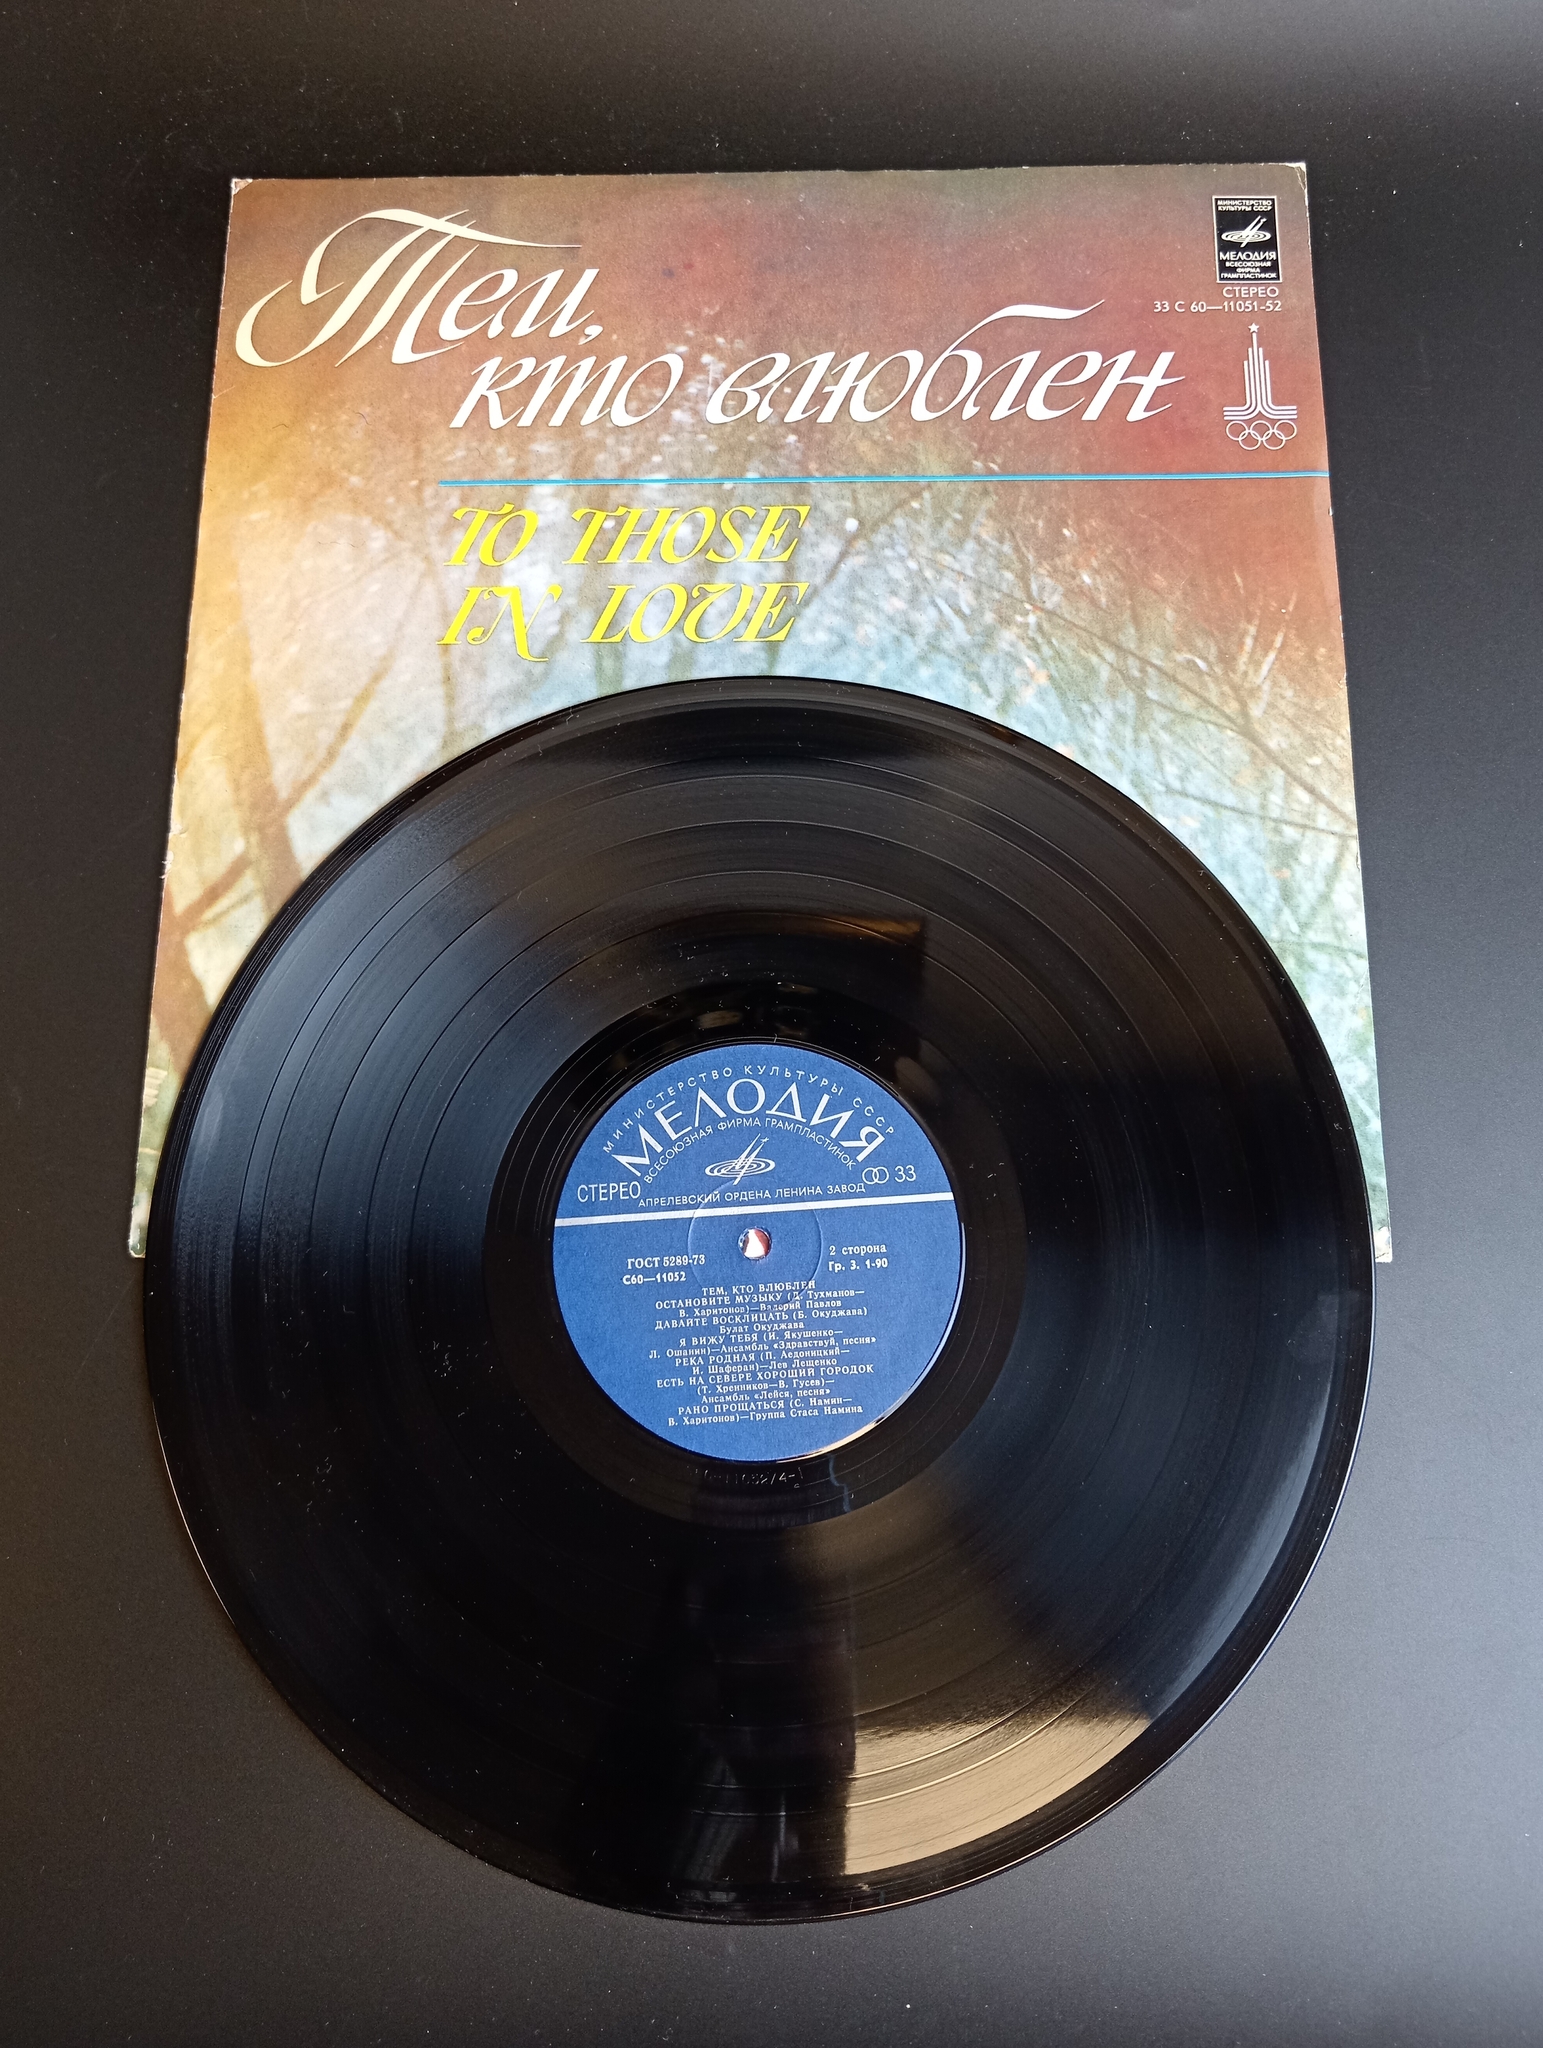 Тем,
кто влюблен
МИНИСТЕРСТВО
КУЛЬТУРЫ СССР
МЕЛОДИЯ
ВСЕСОЮЗНАЯ
ФИРМА
ГРАМПЛАСТИНОК
СТЕРЕО
33 С 60—11051-52
TO THOSE
IN LOVE
МИНИСТЕРСТВО КУЛЬТУРЫ СССР
МЕЛОДИЯ
ВСЕСОЮЗНАЯ ФИРМА ГРАМПЛАСТИНОК
СТЕРЕО
33
АПРЕЛЕВСКИЙ ОРДЕНА ЛЕНИНА ЗАВОД
ГОСТ 5289-73
2 сторона
С60—11052
Гр. 3. 1-90
ТЕМ, КТО ВЛЮБЛЕН
ОСТАНОВИТЕ МУЗЫКУ (Д. Тухманов—
В. Харитонов)—Валерий Павлов
ДАВАЙТЕ ВОСКЛИЦАТЬ (Б. Окуджава)
Булат Окуджава
Я ВИЖУ ТЕБЯ (И. Якушенко—
Л. Ошанин)—Ансамбль «Здравствуй, песня»
РЕКА РОДНАЯ (П. Аедоницкий—
И. Шаферан)—Лев Лещенко
ЕСТЬ НА СЕВЕРЕ ХОРОШИЙ ГОРОДОК
(Т. Хренников—В. Гусев)—
Ансамбль «Лейся, песня»
РАНО ПРОЩАТЬСЯ (С. Намин—
В. Харитонов)—Группа Стаса Намина